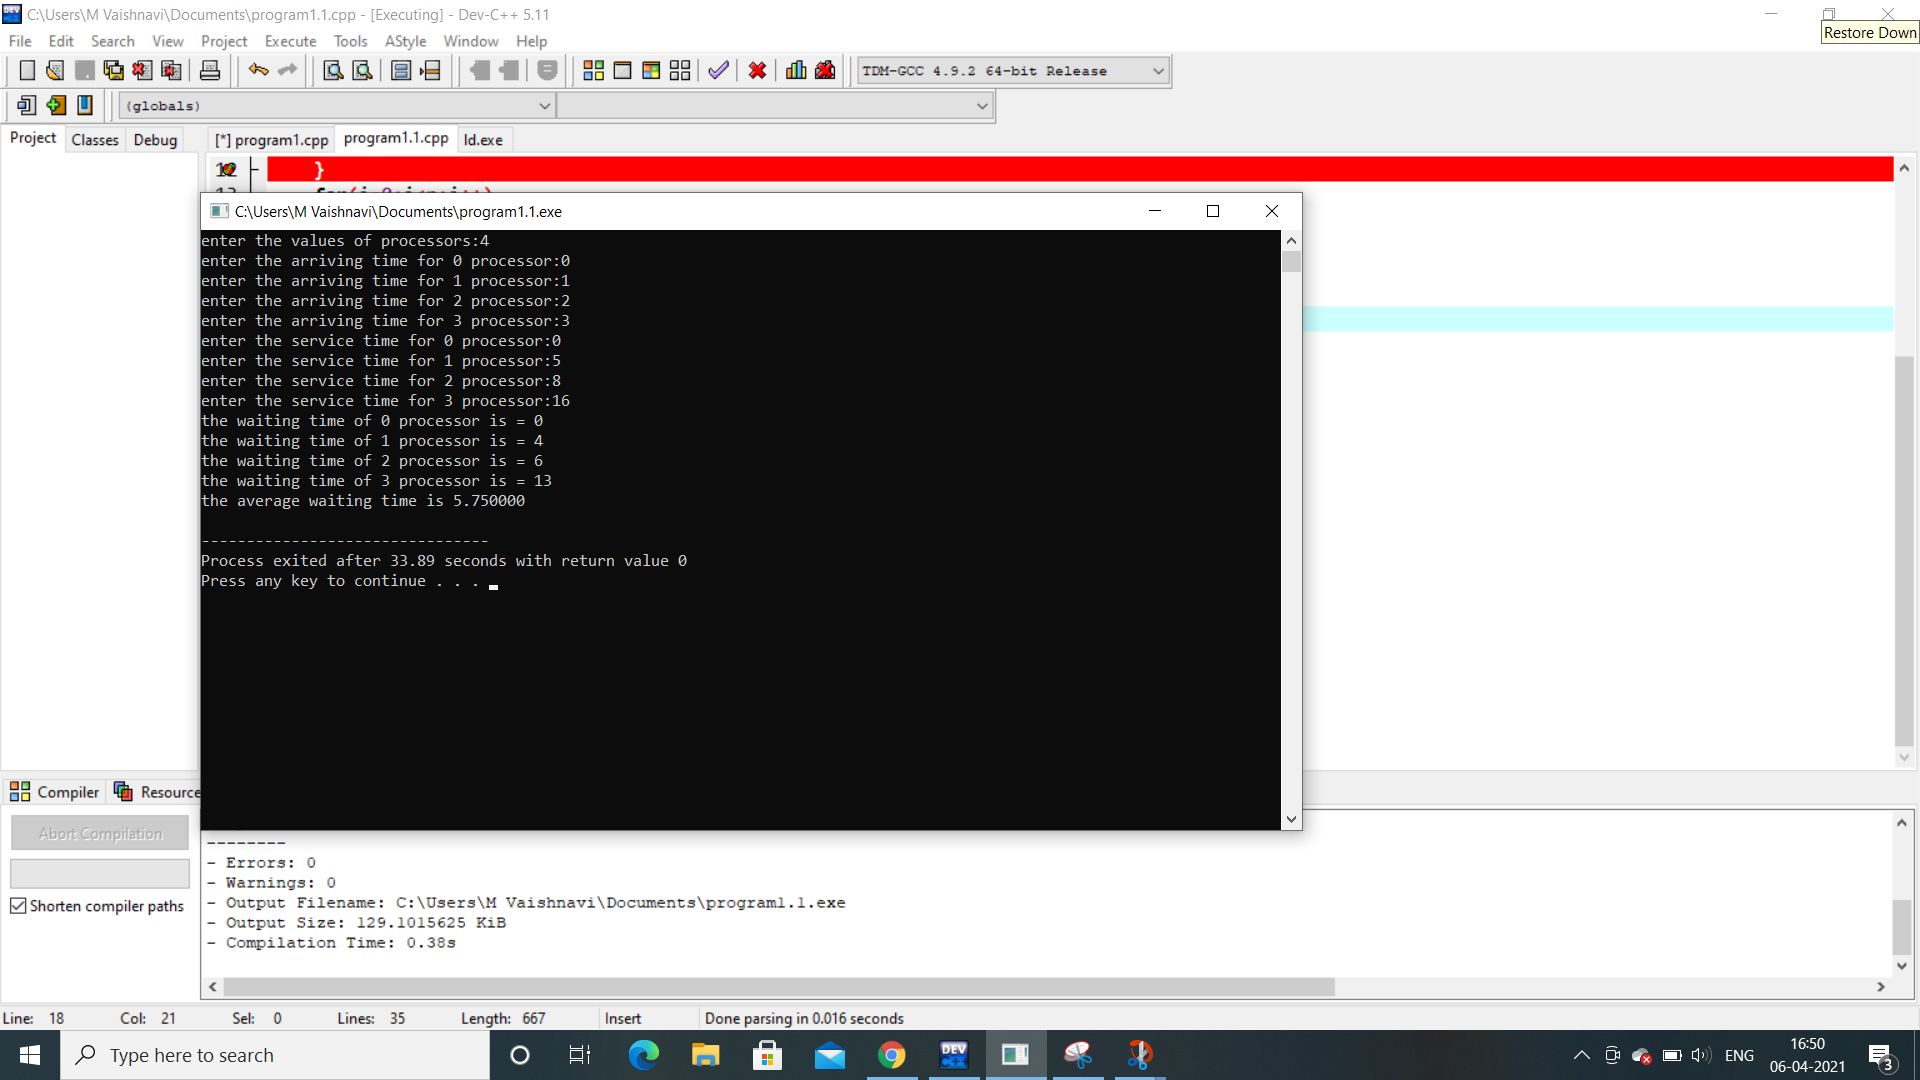 C:\Users\M Vaishnavi\Documents\program1.1.cpp - [Executing] - Dev-C++ 5.11
Restore Down
File Edit Search View Project Execute Tools AStyle Window Help
TDM-GCC 4.9.2 64-bit Release
(globals)
Project Classes Debug [*] program1.cpp program1.1.cpp ld.exe
12 }
C:\Users\M Vaishnavi\Documents\program1.1.exe
enter the values of processors:4
enter the arriving time for 0 processor:0
enter the arriving time for 1 processor:1
enter the arriving time for 2 processor:2
enter the arriving time for 3 processor:3
enter the service time for 0 processor:0
enter the service time for 1 processor:5
enter the service time for 2 processor:8
enter the service time for 3 processor:16
the waiting time of 0 processor is = 0
the waiting time of 1 processor is = 4
the waiting time of 2 processor is = 6
the waiting time of 3 processor is = 13
the average waiting time is 5.750000
--------------------------------
Process exited after 33.89 seconds with return value 0
Press any key to continue . . .
Compiler Resource
Abort Compilation
Shorten compiler paths
--------
- Errors: 0
- Warnings: 0
- Output Filename: C:\Users\M Vaishnavi\Documents\program1.1.exe
- Output Size: 129.1015625 KiB
- Compilation Time: 0.38s
Line: 18 Col: 21 Sel: 0 Lines: 35 Length: 667 Insert Done parsing in 0.016 seconds
Type here to search
DEV C++
ENG
16:50
06-04-2021
3